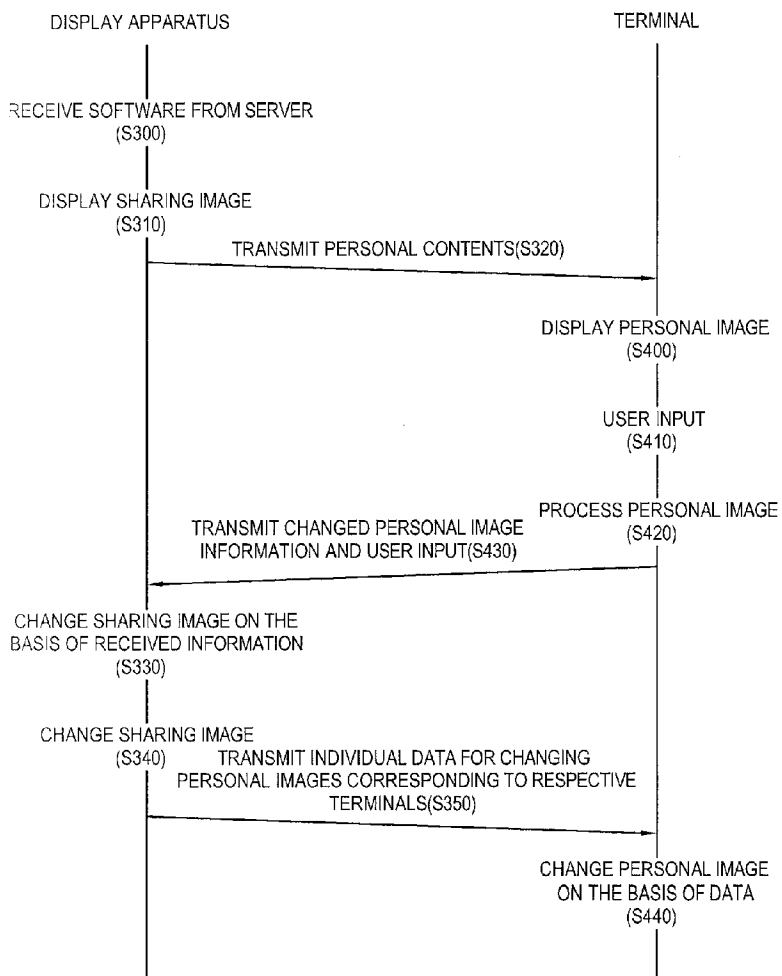 DISPLAY APPARATUS
TERMINAL
RECEIVE SOFTWARE FROM SERVER
(S300)
DISPLAY SHARING IMAGE
(S310)
TRANSMIT PERSONAL CONTENTS(S320)
DISPLAY PERSONAL IMAGE
(S400)
USER INPUT
(S410)
PROCESS PERSONAL IMAGE
(S420)
TRANSMIT CHANGED PERSONAL IMAGE
INFORMATION AND USER INPUT(S430)
CHANGE SHARING IMAGE ON THE
BASIS OF RECEIVED INFORMATION
(S330)
CHANGE SHARING IMAGE
(S340)
TRANSMIT INDIVIDUAL DATA FOR CHANGING
PERSONAL IMAGES CORRESPONDING TO RESPECTIVE
TERMINALS(S350)
CHANGE PERSONAL IMAGE
ON THE BASIS OF DATA
(S440)